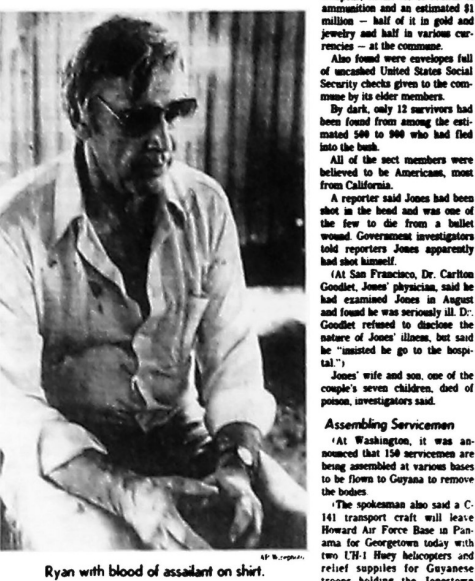 ammunition and an estimated $1
million — half of it in gold and
jewelry and half in various cur-
rencies — at the commune.
Also found were envelopes full
of uncashed United States Social
Security checks given to the com-
mune by its elder members.
By dark, only 12 survivors had
been found from among the esti-
mated 500 to 900 who had fled
into the bush.
All of the sect members were
believed to be Americans, most
from California.
A reporter said Jones had been
shot in the head and was one of
the few to die from a bullet
wound. Government investigators
told reporters Jones apparently
had shot himself.
(At San Francisco, Dr. Carlton
Goodlet, Jones' physician, said he
had examined Jones in August
and found he was seriously ill. Dr.
Goodlet refused to disclose the
nature of Jones' illness, but said
he "insisted he go to the hospi-
tal.")
Jones' wife and son, one of the
couple's seven children, died of
poison, investigators said.
Assembling Servicemen
(At Washington, it was an-
nounced that 150 servicemen are
being assembled at various bases
to be flown to Guyana to remove
the bodies.
(The spokesman also said a C-
141 transport craft will leave
Howard Air Force Base in Pan-
ama for Georgetown today with
two UH-1 Huey helicopters and
relief supplies for Guyanese
troops holding the Jonestown
AP Wirephoto
Ryan with blood of assailant on shirt.